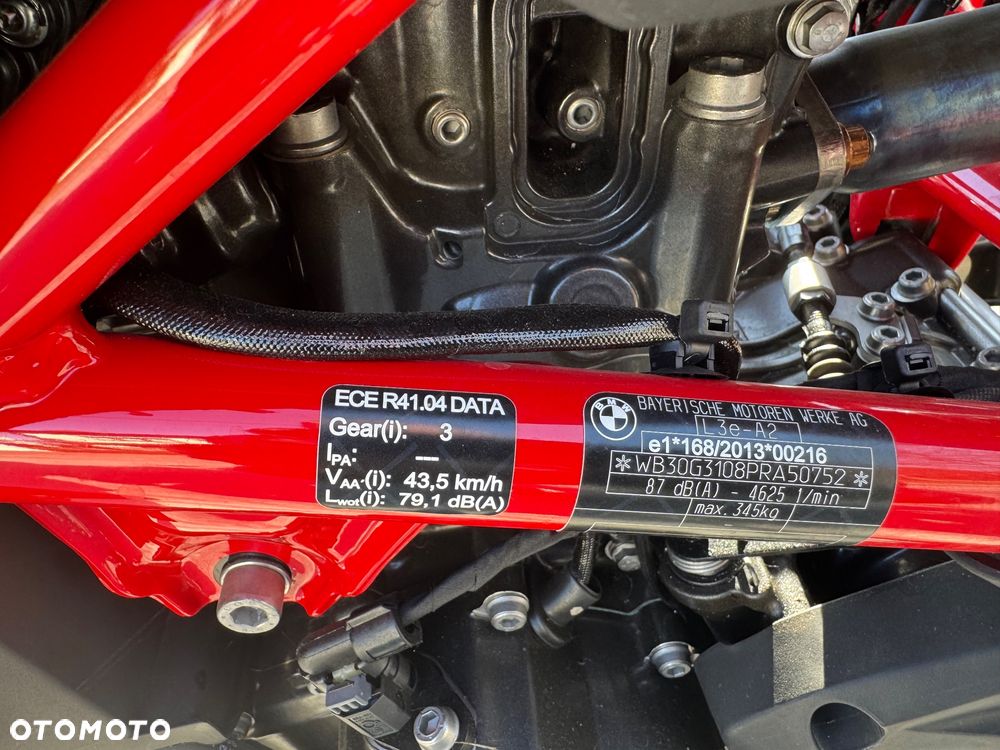 ECE R41.04 DATA
Gear(i): 3
IPA: ---
VAA'(i): 43,5 km/h
Lwot(i): 79,1 dB(A)
BMW
BAYERISCHE MOTOREN WERKE AG
L3e-A2
e1*168/2013*00216
*WB30G3108PRA50752*
87 dB(A) - 4625 1/min
max. 345kg
OTOMOTO